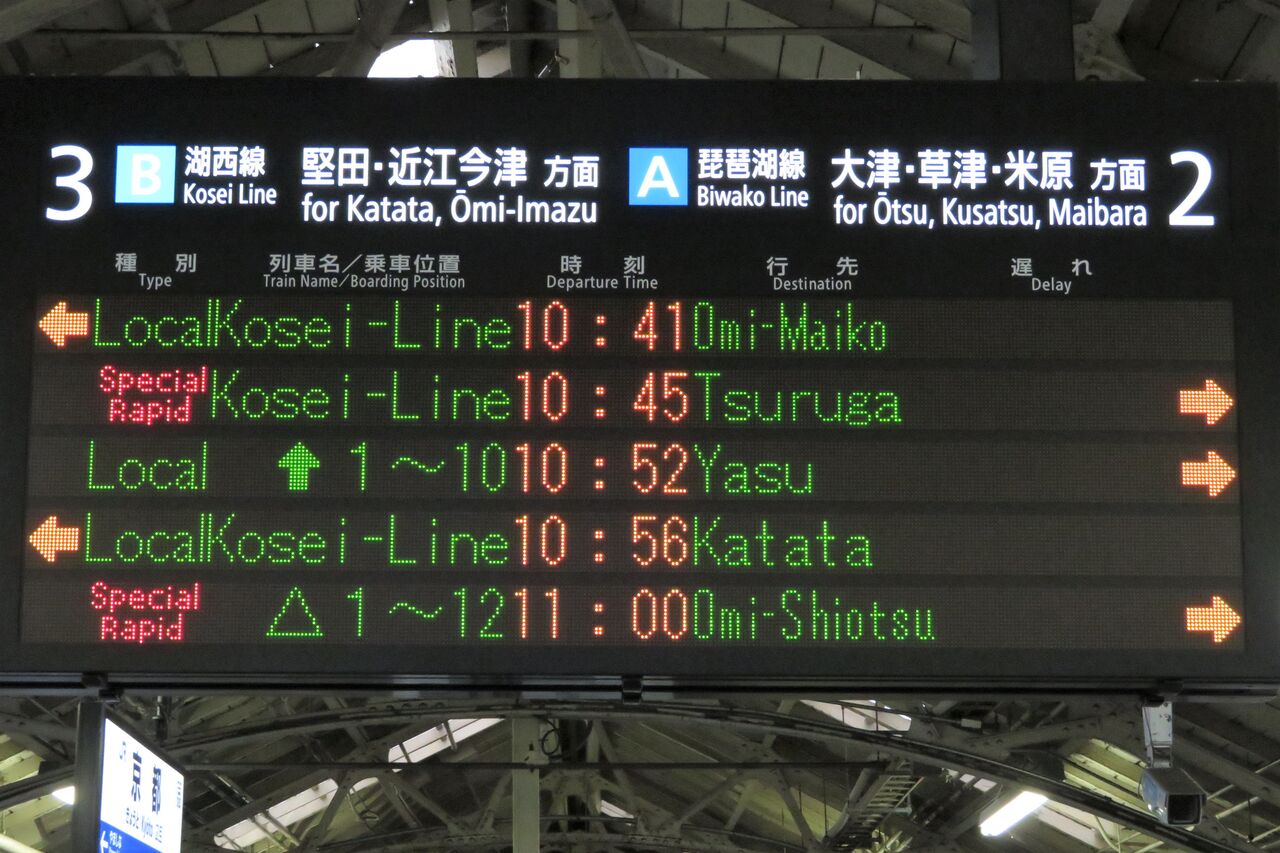 3 B 湖西線 堅田・近江今津 方面 A 琵琶湖線 大津・草津・米原 方面 2
Kosei Line for Katata, Ōmi-Imazu Biwako Line for Ōtsu, Kusatsu, Maibara
種別 列車名／乗車位置 時刻 行先 遅れ
Type Train Name/Boarding Position Departure Time Destination Delay
← Local Kosei-Line 10:41 Omi-Maiko
Special Rapid Kosei-Line 10:45 Tsuruga →
Local ↑ 1～10 10:52 Yasu →
← Local Kosei-Line 10:56 Katata
Special Rapid △ 1～12 11:00 Omi-Shiotsu →
京都
きょうと Kyōto